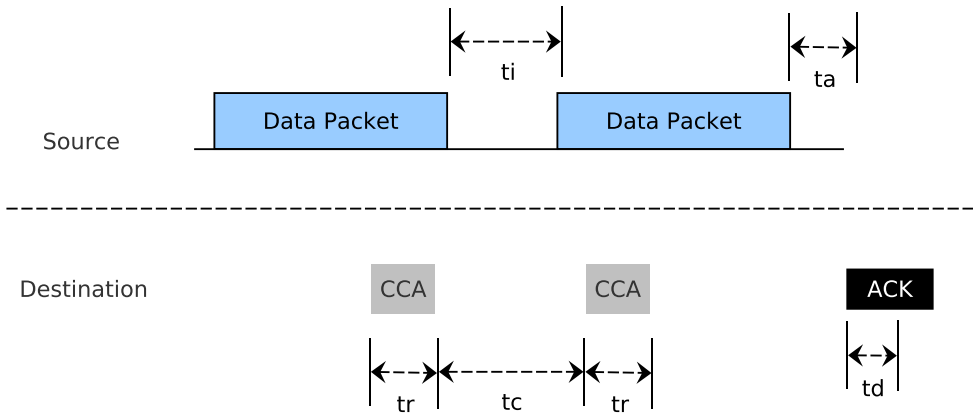 ti
ta
Data Packet
Data Packet
Source
Destination
CCA
CCA
ACK
tr
tc
tr
td